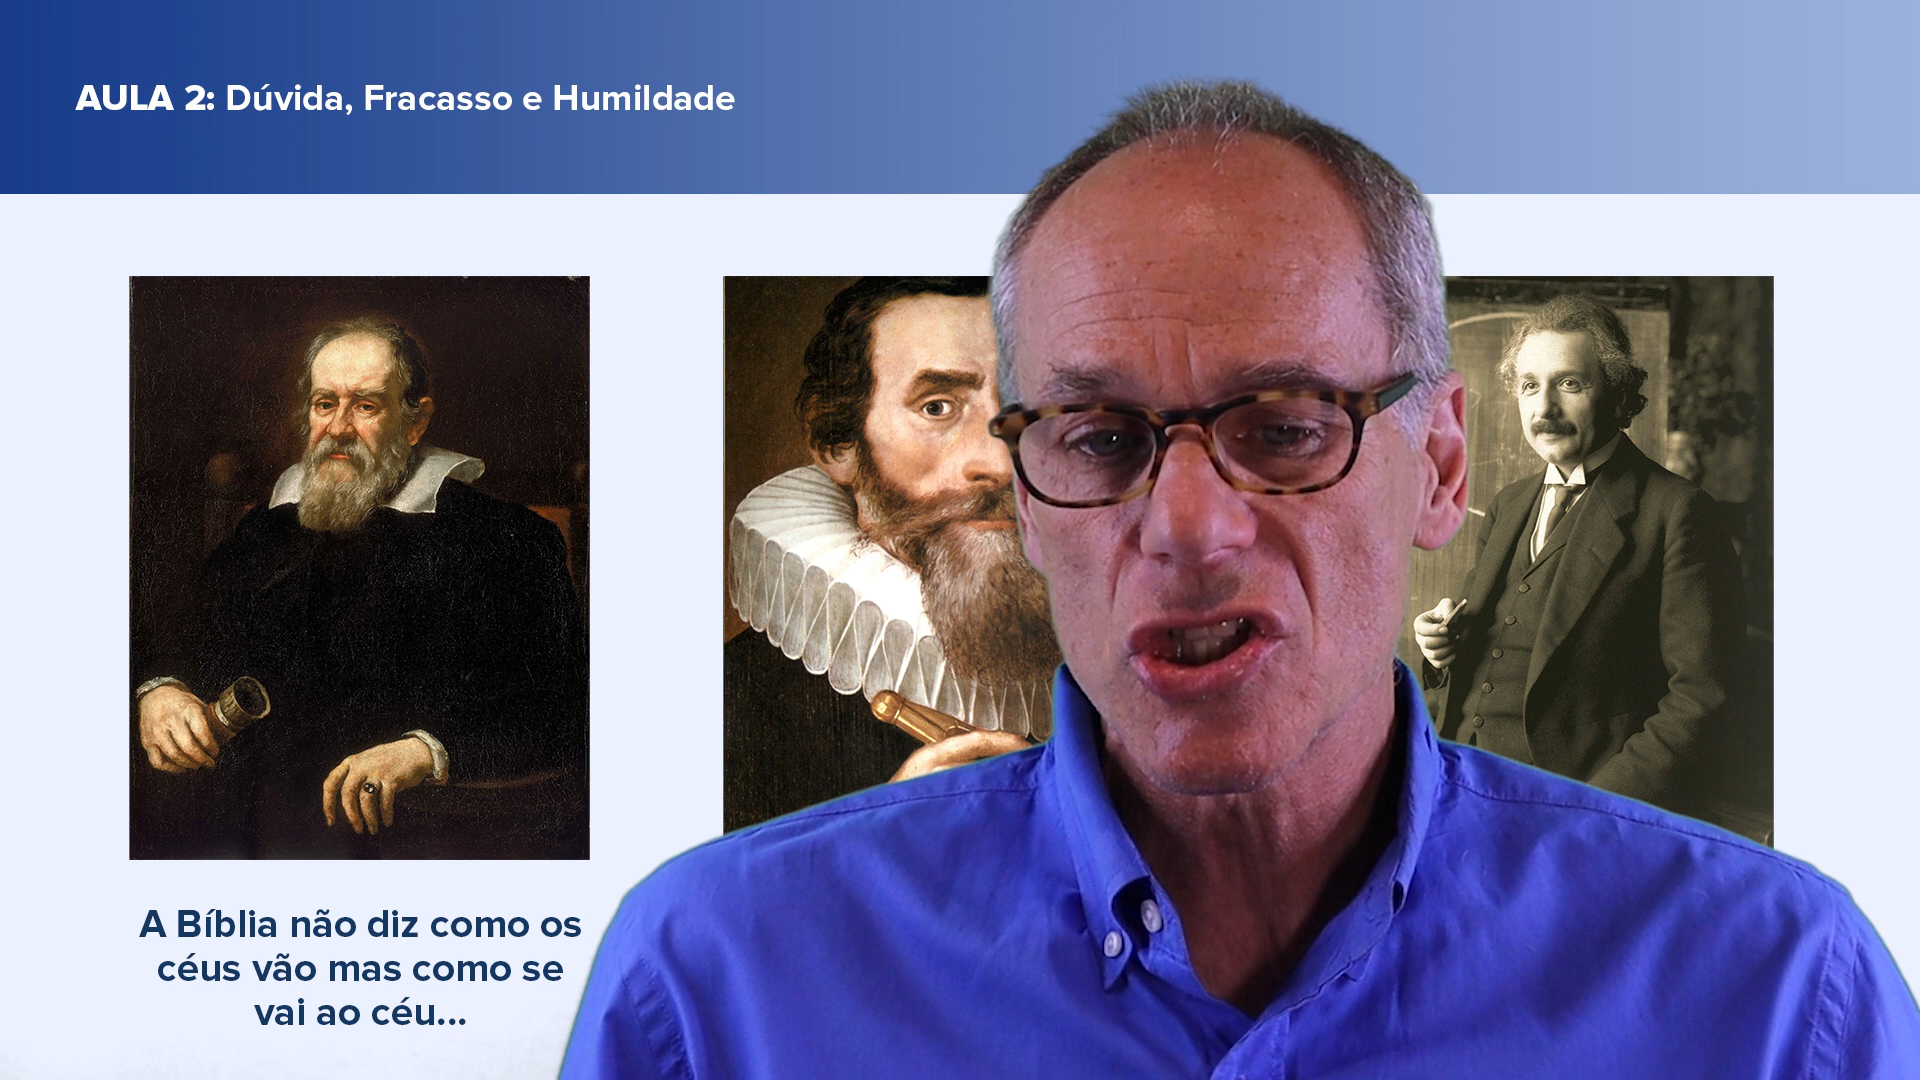 AULA 2: Dúvida, Fracasso e Humildade
A Bíblia não diz como os
céus vão mas como se
vai ao céu...